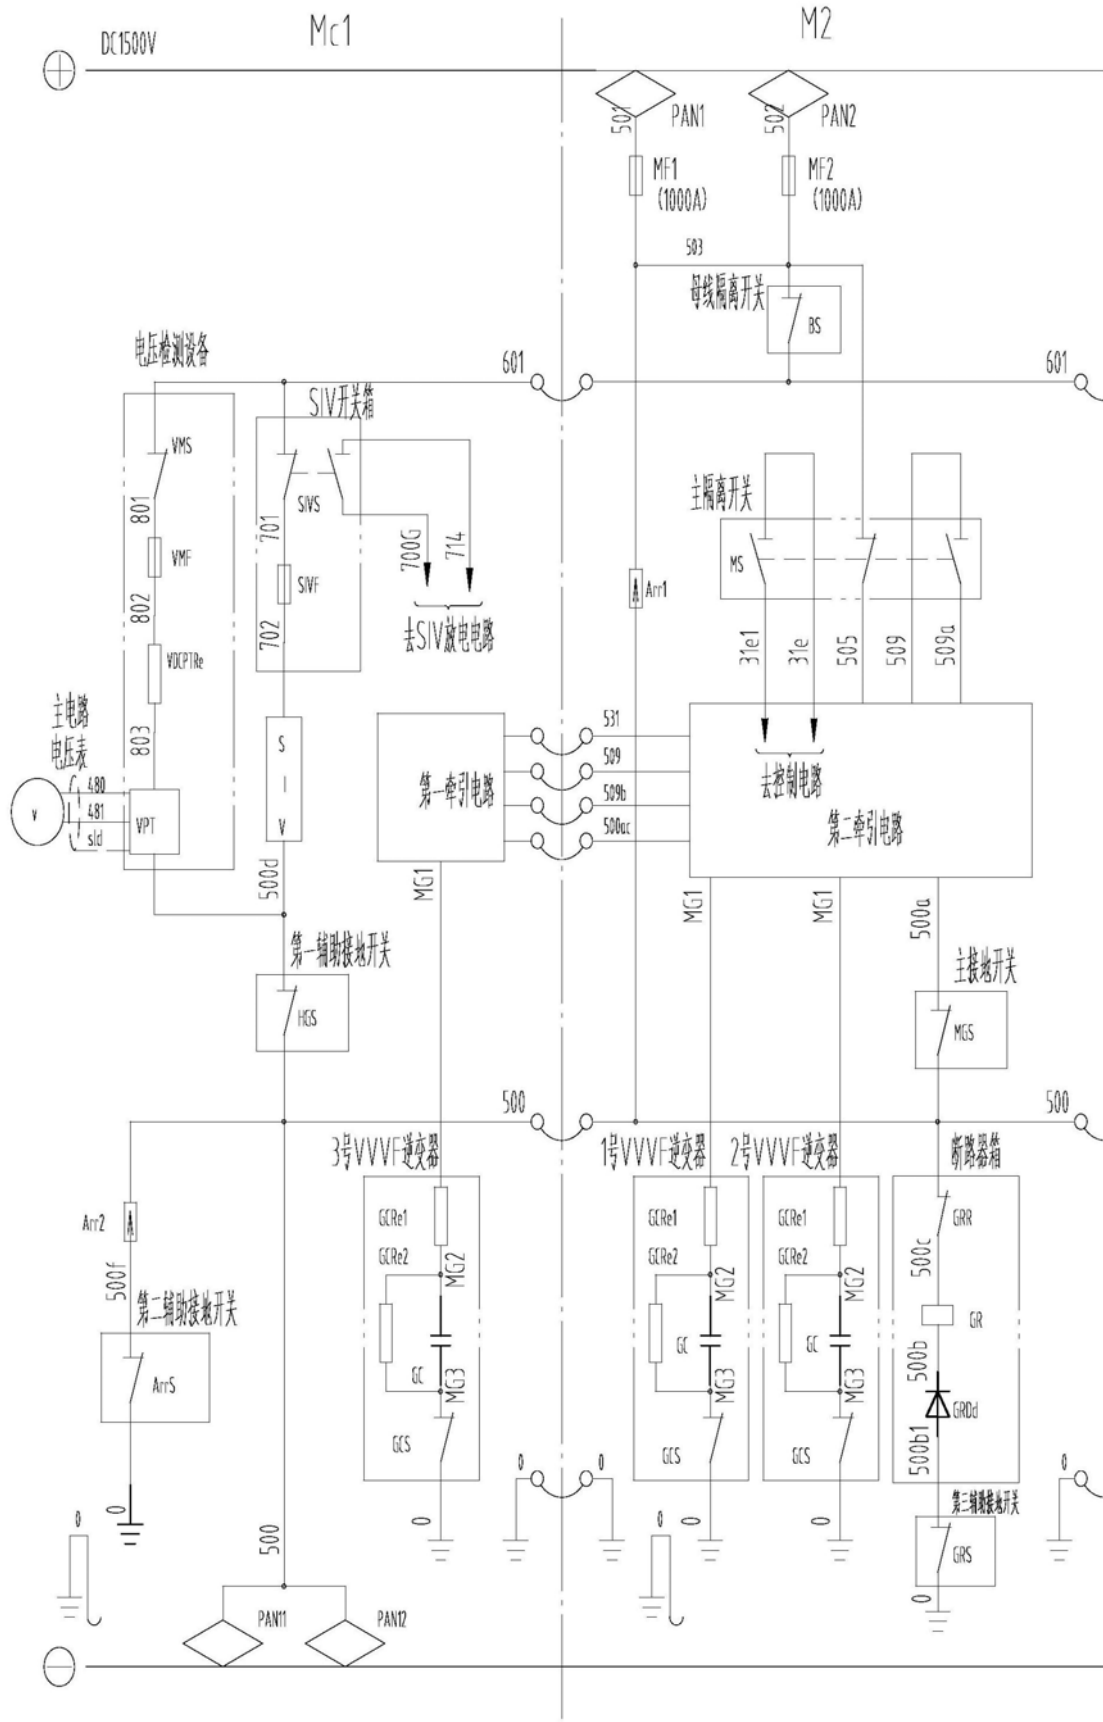 Mc1
M2
DC1500V
501
PAN1
502
PAN2
MF1
(1000A)
MF2
(1000A)
503
母线隔离开关
BS
电压检测设备
601
601
SIV开关箱
VMS
SIVS
801
701
700G
714
VMF
SIVF
802
702
去SIV放电电路
VDCPTRe
803
主电路
电压表
V
480
481
sld
VPT
S
I
V
500d
Arr1
主隔离开关
MS
31e1
31e
505
509
509a
531
509
509b
500ac
第一牵引电路
去控制电路
第二牵引电路
MG1
MG1
MG1
500a
第一辅助接地开关
HGS
主接地开关
MGS
500
500
3号VVVF逆变器
1号VVVF逆变器
2号VVVF逆变器
断路器箱
Arr2
500f
GCRe1
GCRe2
MG2
GC
MG3
GCS
GCRe1
GCRe2
MG2
GC
MG3
GCS
GCRe1
GCRe2
MG2
GC
MG3
GCS
GRR
500c
GR
500b
GRDd
500b1
第二辅助接地开关
ArrS
第三辅助接地开关
GRS
0
0
0
0
0
0
0
0
0
0
500
PAN11
PAN12